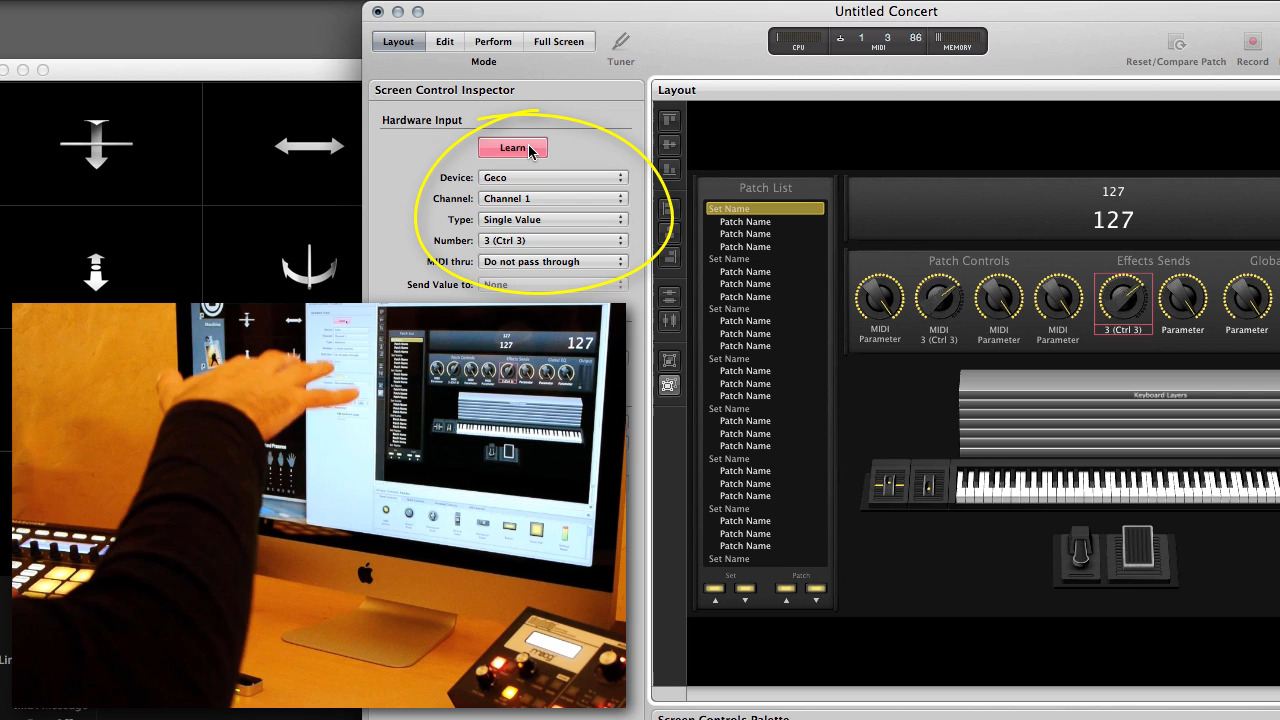 Untitled Concert
Layout
Edit
Perform
Full Screen
Mode
Tuner
CPU
1 3 86
MIDI
MEMORY
Reset/Compare Patch
Record
Screen Control Inspector
Hardware Input
Learn
Device: Geco
Channel: Channel 1
Type: Single Value
Number: 3 (Ctrl 3)
MIDI thru: Do not pass through
Send Value to: None
Layout
Patch List
Set Name
Patch Name
Patch Name
Patch Name
Set Name
Patch Name
Patch Name
Patch Name
Set Name
Patch Name
Patch Name
Patch Name
Set Name
Patch Name
Patch Name
Patch Name
Set Name
Patch Name
Patch Name
Patch Name
Set Name
Patch Name
Patch Name
Patch Name
Set Name
Patch Name
Patch Name
Patch Name
Set Name
Set
Patch
127
127
Patch Controls
Effects Sends
Globa
MIDI
Parameter
MIDI
3 (Ctrl 3)
MIDI
Parameter
MIDI
Parameter
3 (Ctrl 3)
Parameter
Parameter
Keyboard Layers
127
127
127
moog
Screen Controls Palette